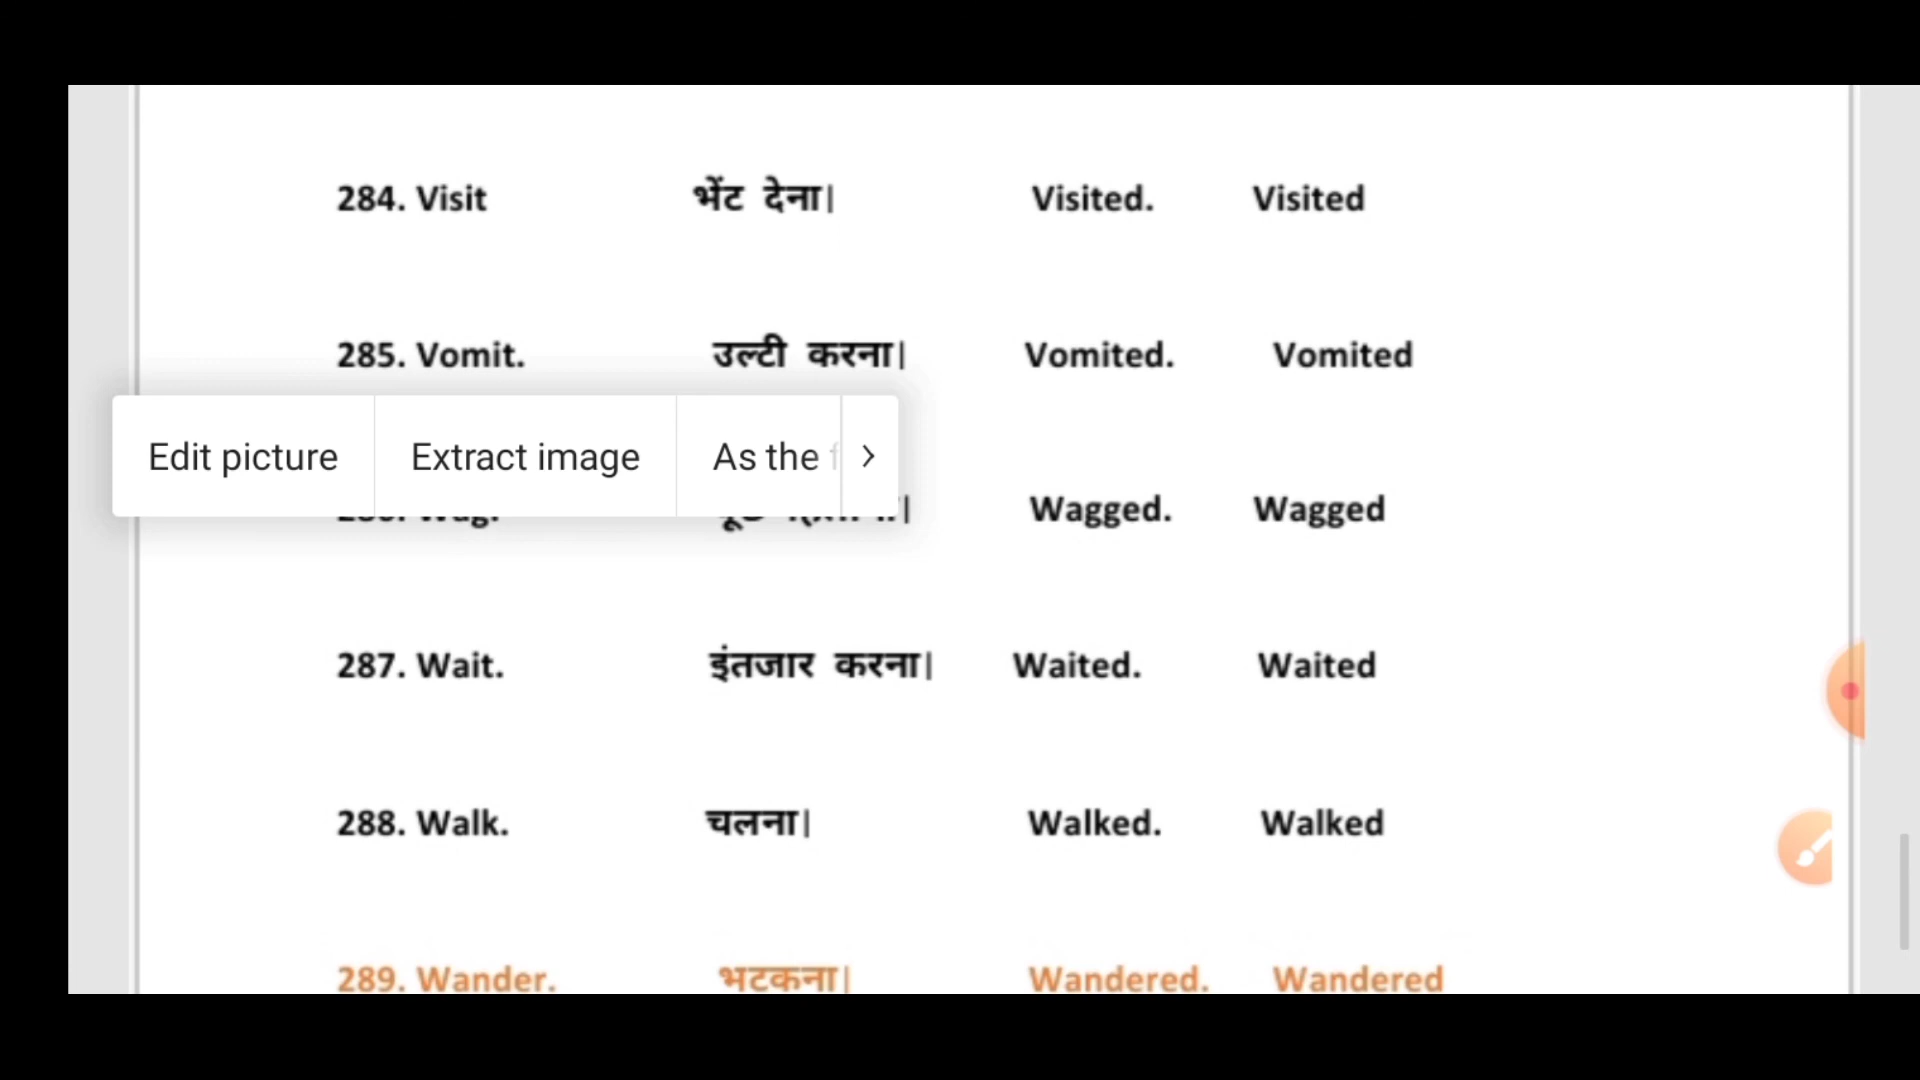 284. Visit भेंट देना| Visited. Visited
285. Vomit. उल्टी करना| Vomited. Vomited
Edit picture Extract image As the
Wagged. Wagged
287. Wait. इंतजार करना| Waited. Waited
288. Walk. चलना| Walked. Walked
289. Wander. भटकना| Wandered. Wandered